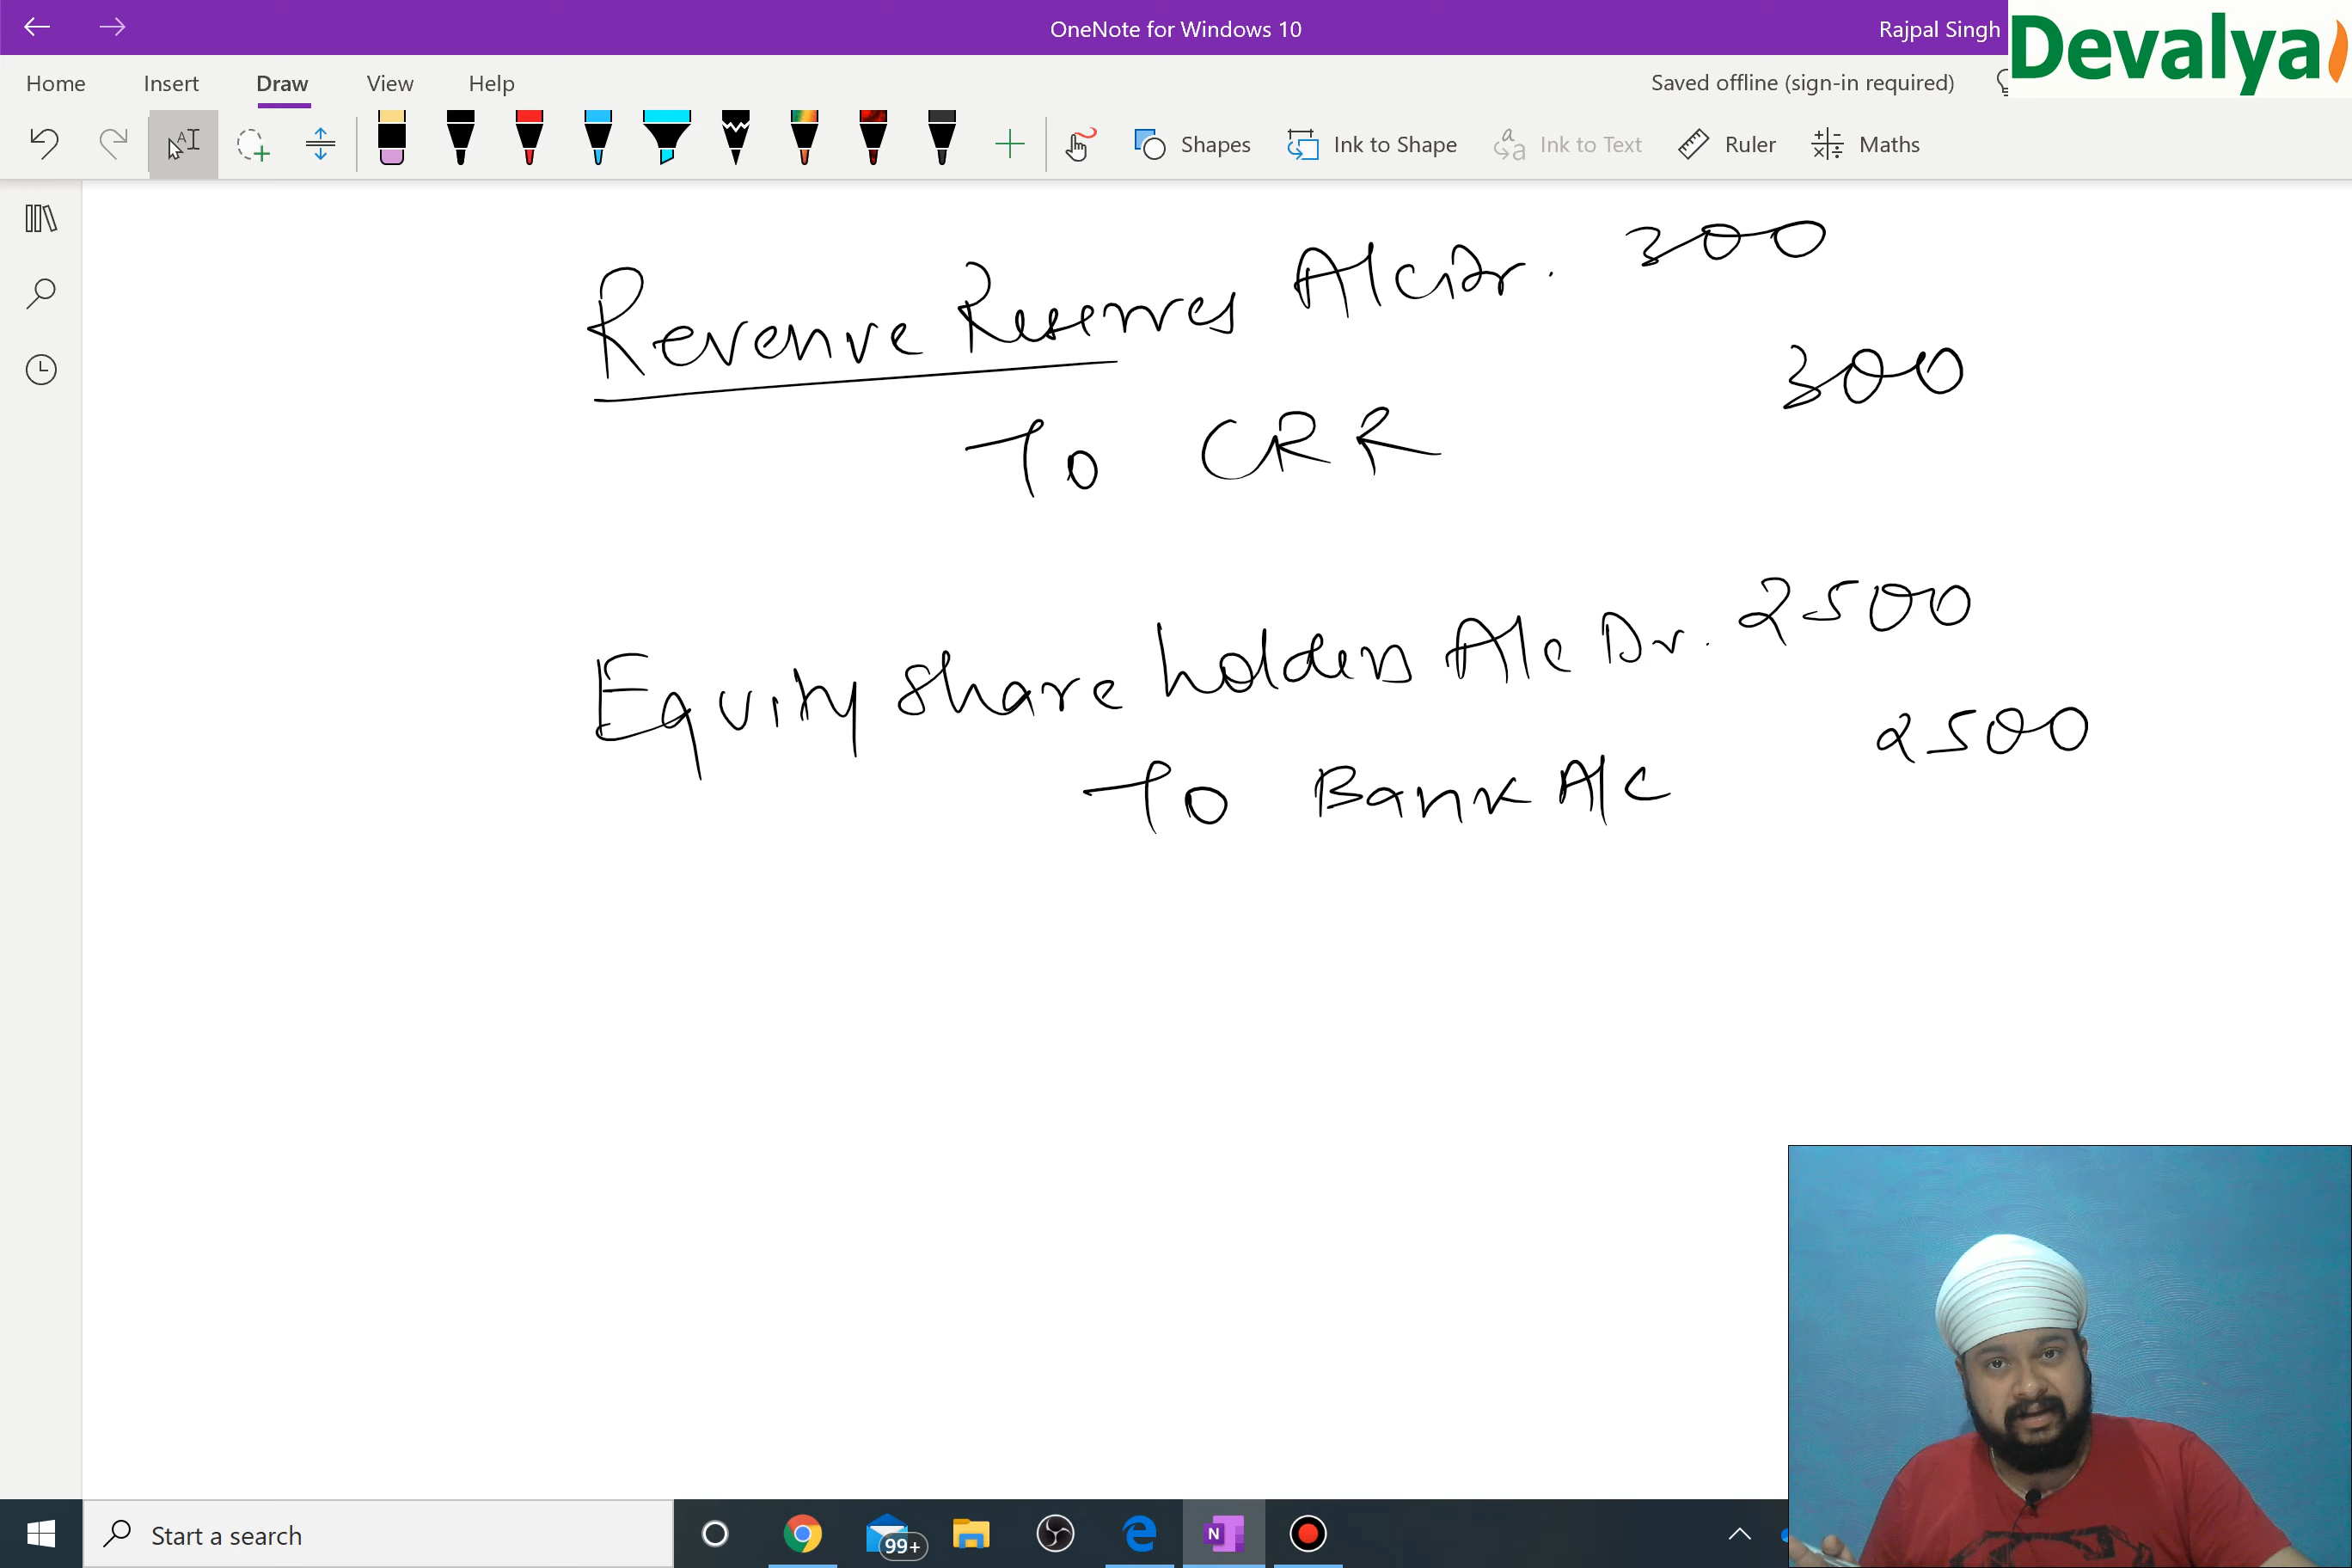 OneNote for Windows 10
Rajpal Singh
Devalya
Home Insert Draw View Help
Saved offline (sign-in required)
Shapes Ink to Shape Ink to Text Ruler Maths
Revenue Reserves A/c Dr. 300
To CRR 300
Equity share holders A/c Dr. 2500
To Bank A/c 2500
Start a search
99+
N